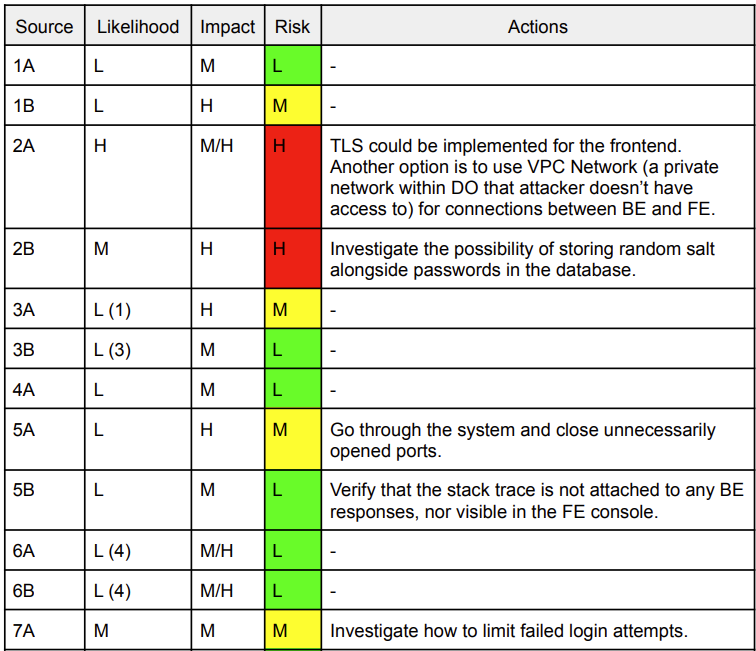 Source Likelihood Impact Risk Actions
1A L M L -
1B L H M -
2A H M/H H TLS could be implemented for the frontend.
Another option is to use VPC Network (a private
network within DO that attacker doesn’t have
access to) for connections between BE and FE.
2B M H H Investigate the possibility of storing random salt
alongside passwords in the database.
3A L (1) H M -
3B L (3) M L -
4A L M L -
5A L H M Go through the system and close unnecessarily
opened ports.
5B L M L Verify that the stack trace is not attached to any BE
responses, nor visible in the FE console.
6A L (4) M/H L -
6B L (4) M/H L -
7A M M M Investigate how to limit failed login attempts.